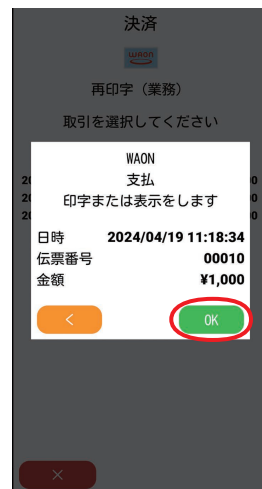 決済
WAON
再印字（業務）
取引を選択してください
WAON
支払
印字または表示をします
日時 2024/04/19 11:18:34
伝票番号 00010
金額 ¥1,000
< OK
×